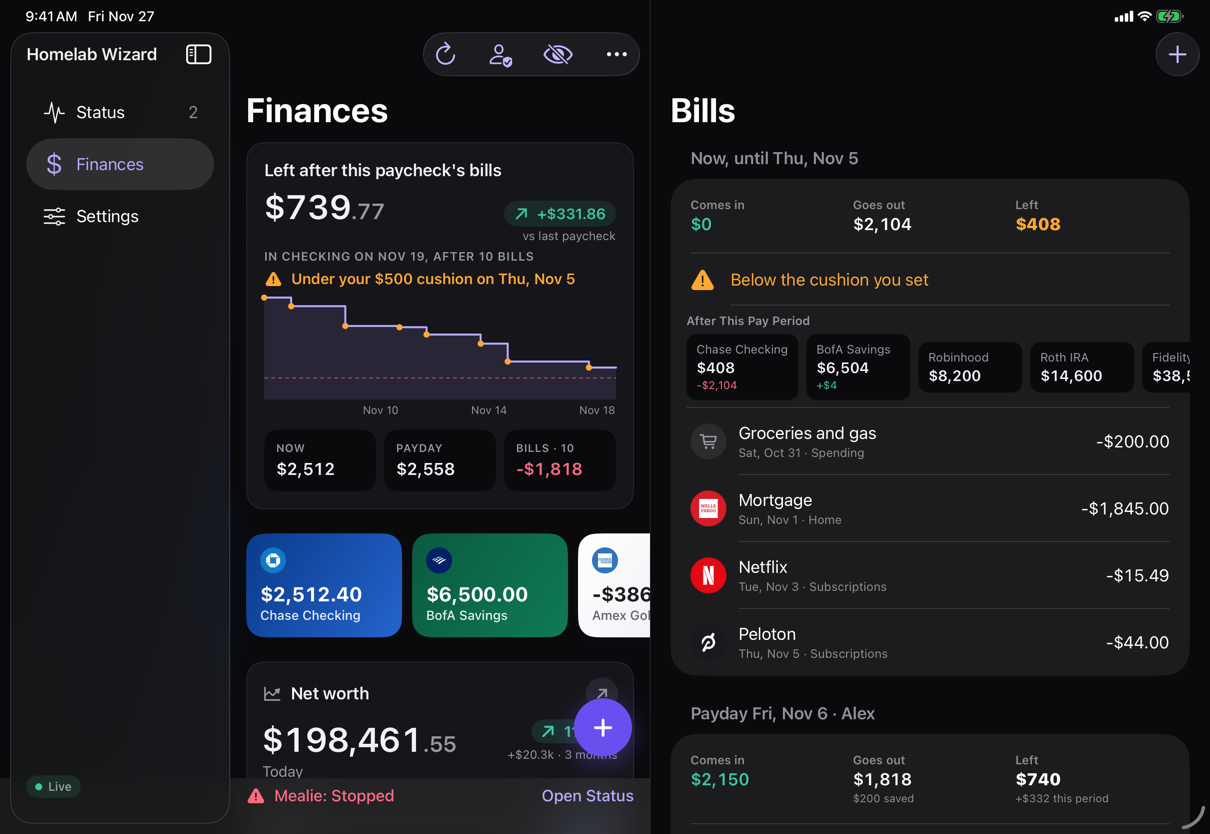 9:41 AM Fri Nov 27
Homelab Wizard
Status 2
Finances
Settings
Live
Finances
Left after this paycheck's bills
$739.77
+$331.86
vs last paycheck
IN CHECKING ON NOV 19, AFTER 10 BILLS
Under your $500 cushion on Thu, Nov 5
Nov 10 Nov 14 Nov 18
NOW
$2,512
PAYDAY
$2,558
BILLS · 10
-$1,818
$2,512.40
Chase Checking
$6,500.00
BofA Savings
-$386
Amex Gol
Net worth
$198,461.55
+$20.3k · 3 months
Today
Mealie: Stopped
Open Status
Bills
Now, until Thu, Nov 5
Comes in Goes out Left
$0 $2,104 $408
Below the cushion you set
After This Pay Period
Chase Checking
$408
-$2,104
BofA Savings
$6,504
+$4
Robinhood
$8,200
Roth IRA
$14,600
Fidelity
$38,5
Groceries and gas
-$200.00
Sat, Oct 31 · Spending
WELLS FARGO
Mortgage
-$1,845.00
Sun, Nov 1 · Home
N
Netflix
-$15.49
Tue, Nov 3 · Subscriptions
Peloton
-$44.00
Thu, Nov 5 · Subscriptions
Payday Fri, Nov 6 · Alex
Comes in Goes out Left
$2,150 $1,818 $740
$200 saved +$332 this period